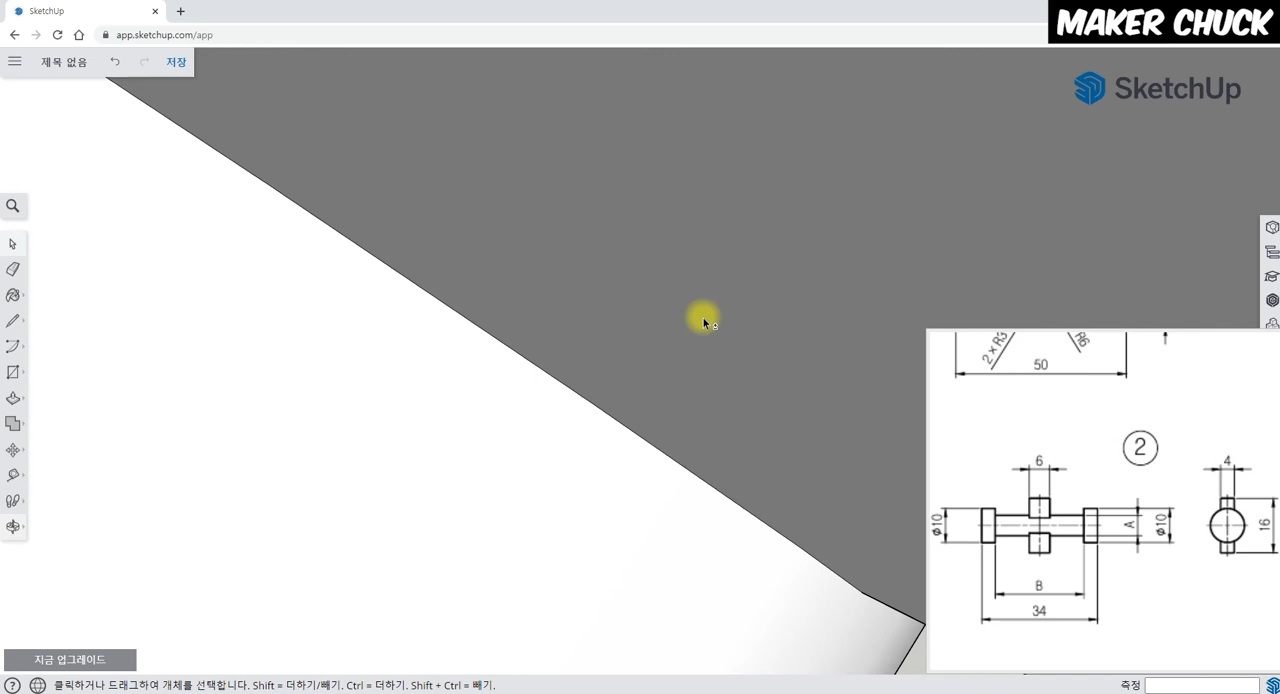 SketchUp
app.sketchup.com/app
MAKER CHUCK
제목 없음
저장
SketchUp
2×R3
R6
50
2
6
4
ø10
A
ø10
16
B
34
지금 업그레이드
클릭하거나 드래그하여 개체를 선택합니다. Shift = 더하기/빼기. Ctrl = 더하기. Shift + Ctrl = 빼기.
측정